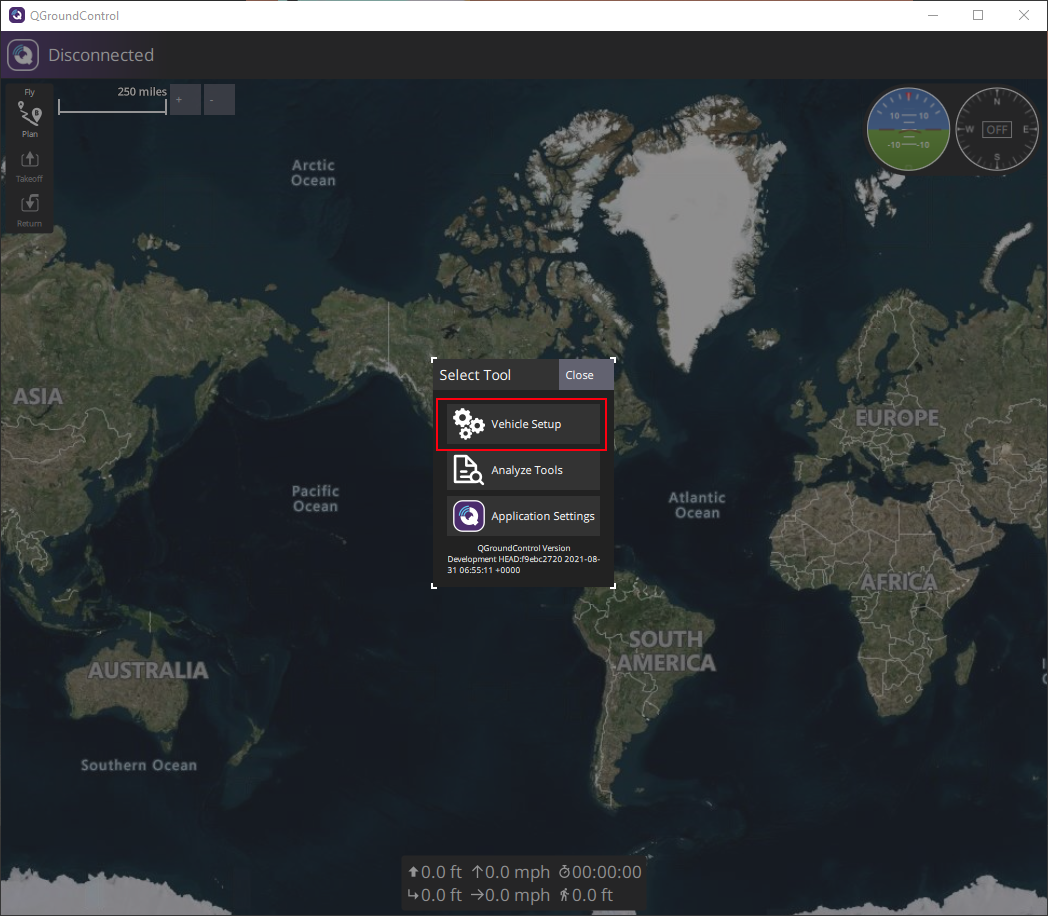 QGroundControl
Disconnected
Fly
Plan
Takeoff
Return
250 miles
+
-
10 10
-10 -10
N
W OFF E
S
Arctic
Ocean
ASIA
EUROPE
Pacific
Ocean
Atlantic
Ocean
AFRICA
SOUTH
AMERICA
AUSTRALIA
Southern Ocean
Select Tool Close
Vehicle Setup
Analyze Tools
Application Settings
QGroundControl Version
Development HEAD:f9ebc2720 2021-08-
31 06:55:11 +0000
0.0 ft 0.0 mph 00:00:00
0.0 ft 0.0 mph 0.0 ft